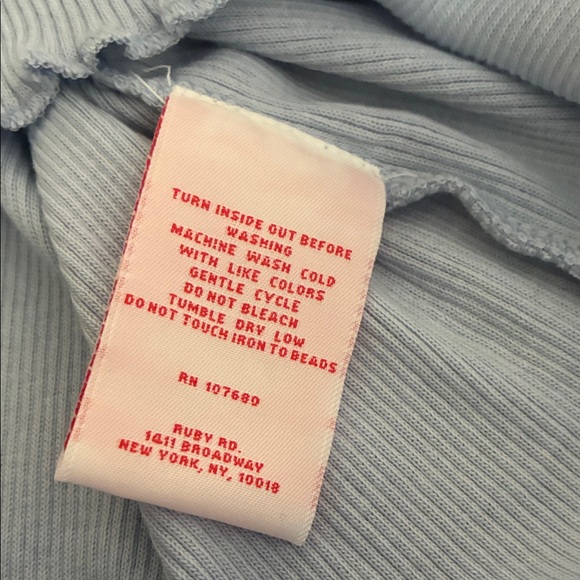 TURN INSIDE OUT BEFORE
WASHING
MACHINE WASH COLD
WITH LIKE COLORS
GENTLE CYCLE
DO NOT BLEACH
TUMBLE DRY LOW
DO NOT TOUCH IRON TO BEADS
RN 107680
RUBY RD.
1411 BROADWAY
NEW YORK, NY, 10018